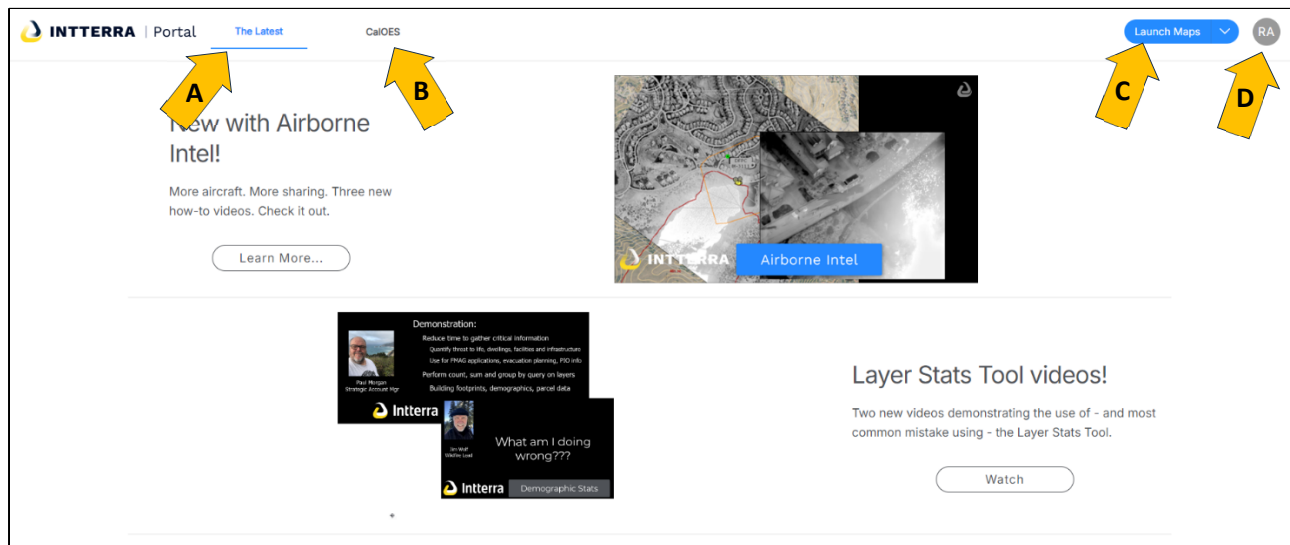 INTTERRA | Portal
The Latest
CalOES
Launch Maps
RA
A
B
C
D
New with Airborne
Intel!
More aircraft. More sharing. Three new
how-to videos. Check it out.
Learn More...
INTTERRA
Airborne Intel
Demonstration:
Reduce time to gather critical information
Quantify threat to life, dwellings, facilities and infrastructure
Use for FMAG applications, evacuation planning, PIO info
Perform count, sum and group by query on layers
Building footprints, demographics, parcel data
Paul Morgan
Strategic Account Mgr
Intterra
What am I doing
wrong???
Jim Wolf
Wildfire Lead
Intterra
Demographic Stats
Layer Stats Tool videos!
Two new videos demonstrating the use of - and most
common mistake using - the Layer Stats Tool.
Watch